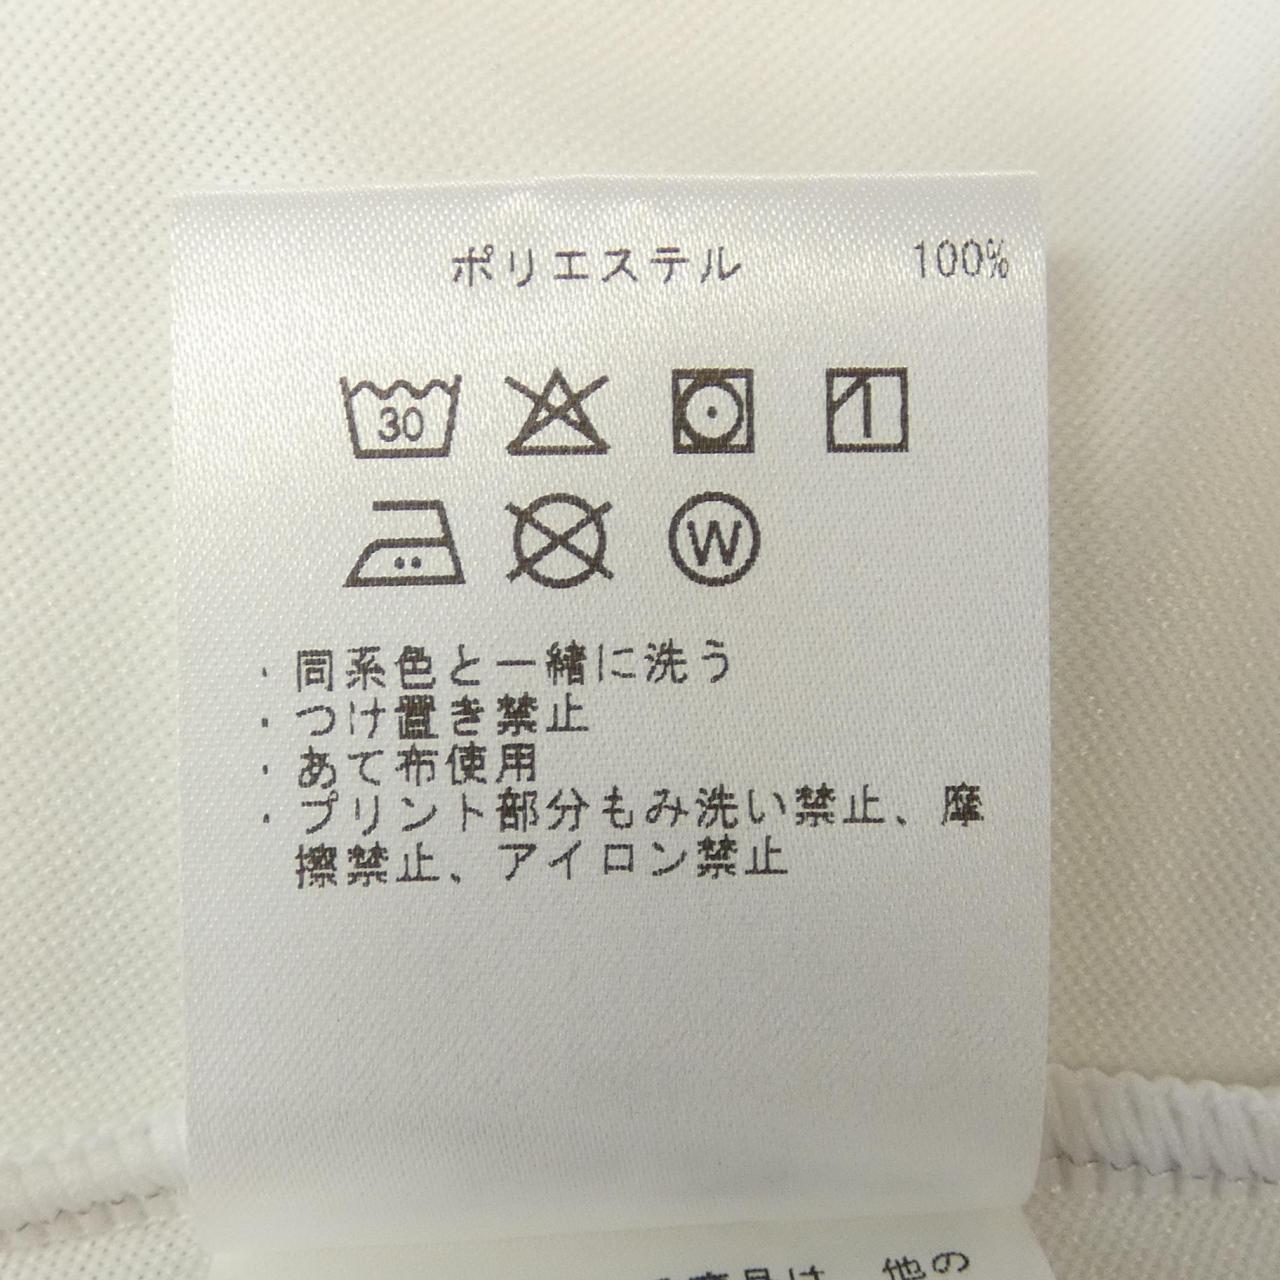 ポリエステル 100%
30
W
・同系色と一緒に洗う
・つけ置き禁止
・あて布使用
・プリント部分もみ洗い禁止、摩
擦禁止、アイロン禁止
他の